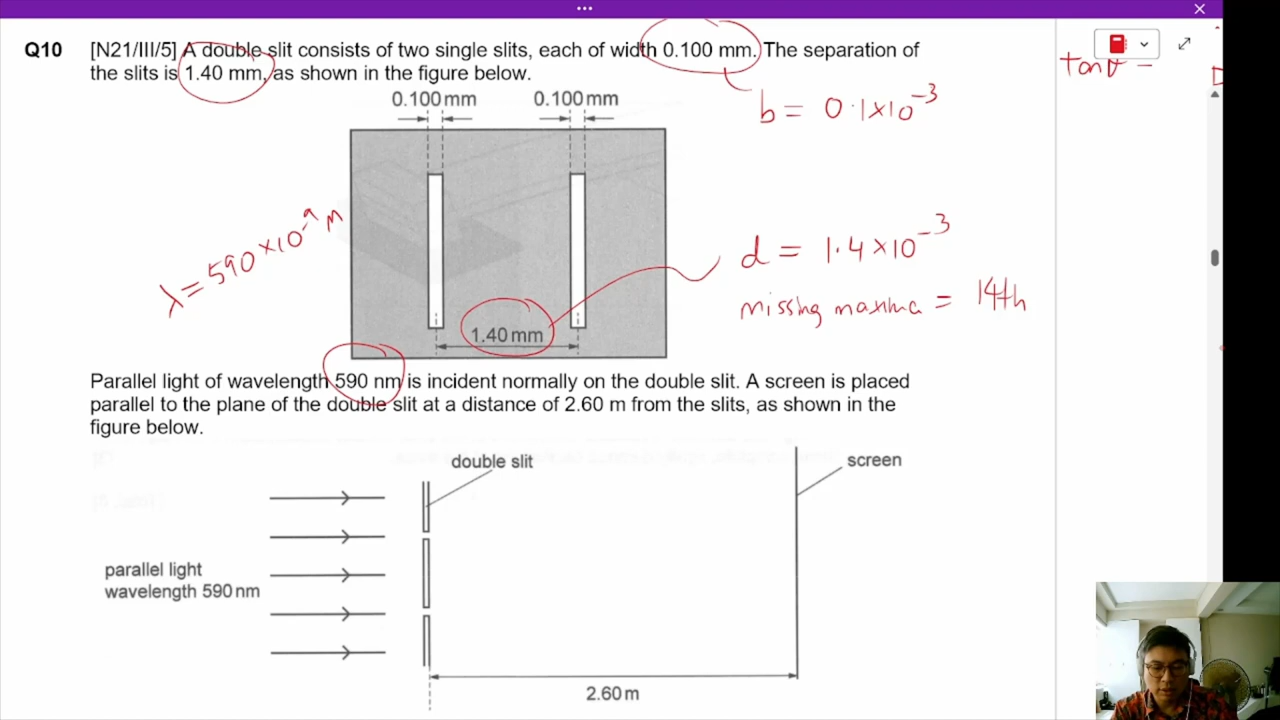 Q10 [N21/III/5] A double slit consists of two single slits, each of width 0.100 mm. The separation of
the slits is 1.40 mm, as shown in the figure below.
tanθ =
0.100 mm 0.100 mm
b = 0.1×10⁻³
λ = 590×10⁻⁹ m
d = 1.4×10⁻³
missing maxima = 14th
1.40 mm
Parallel light of wavelength 590 nm is incident normally on the double slit. A screen is placed
parallel to the plane of the double slit at a distance of 2.60 m from the slits, as shown in the
figure below.
double slit
screen
parallel light
wavelength 590 nm
2.60 m